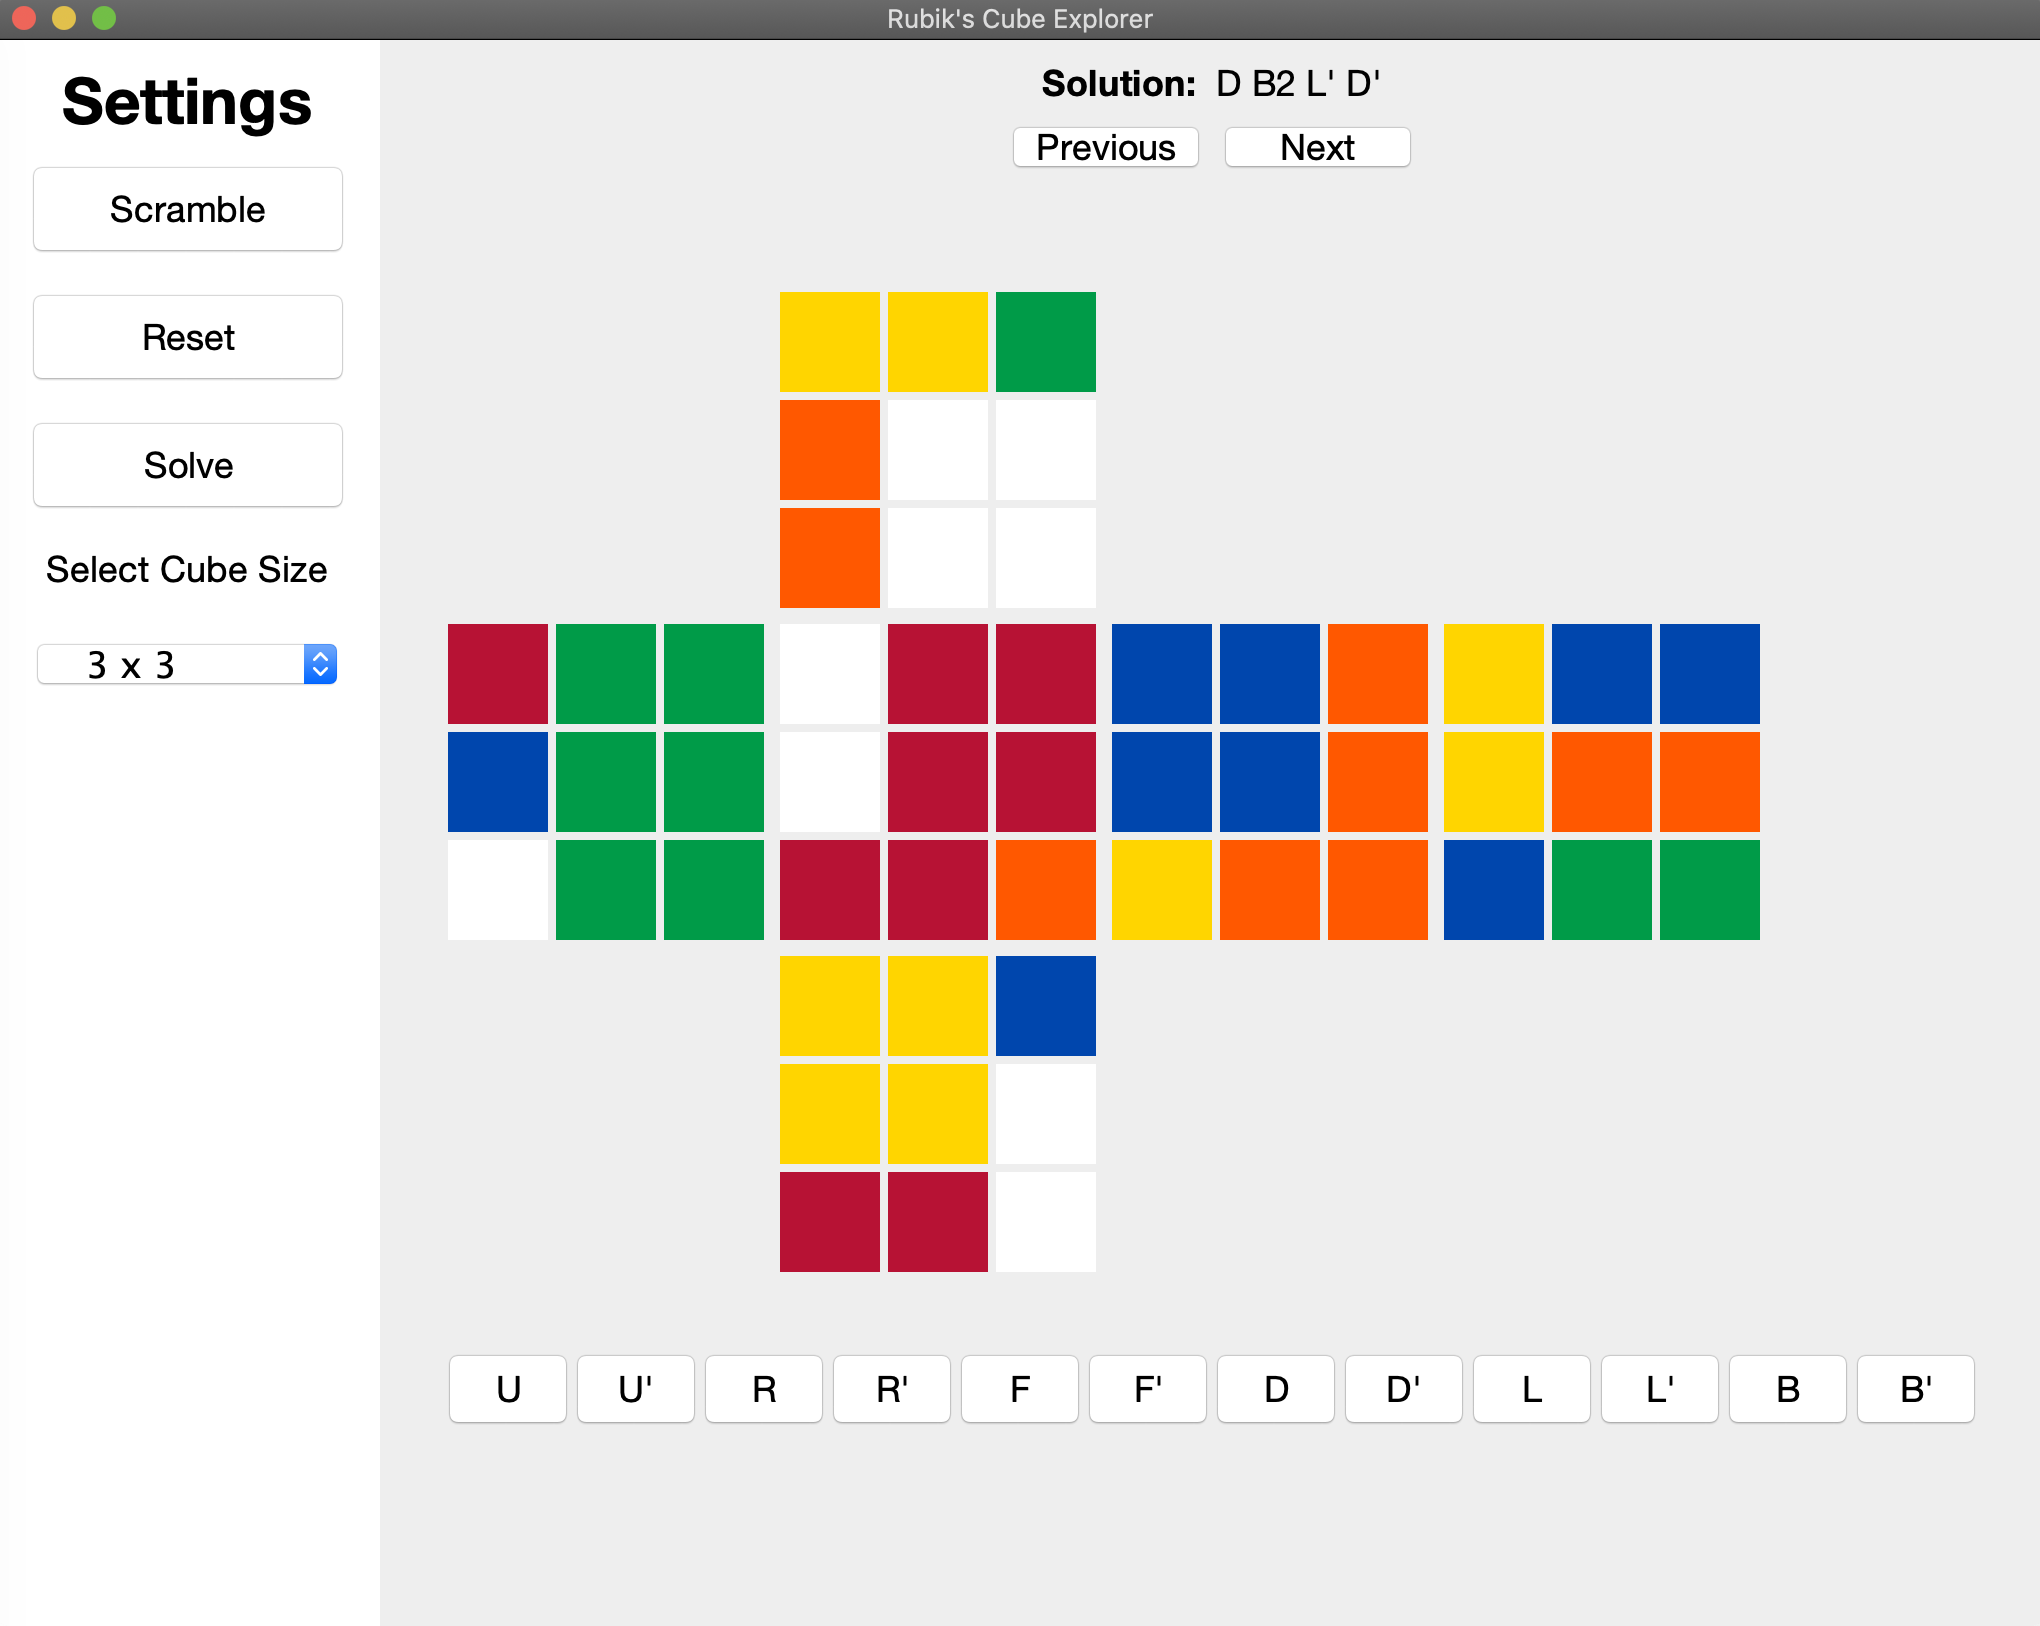 Rubik's Cube Explorer
Settings
Scramble
Reset
Solve
Select Cube Size
3 x 3
Solution: D B2 L' D'
Previous Next
U U' R R' F F' D D' L L' B B'